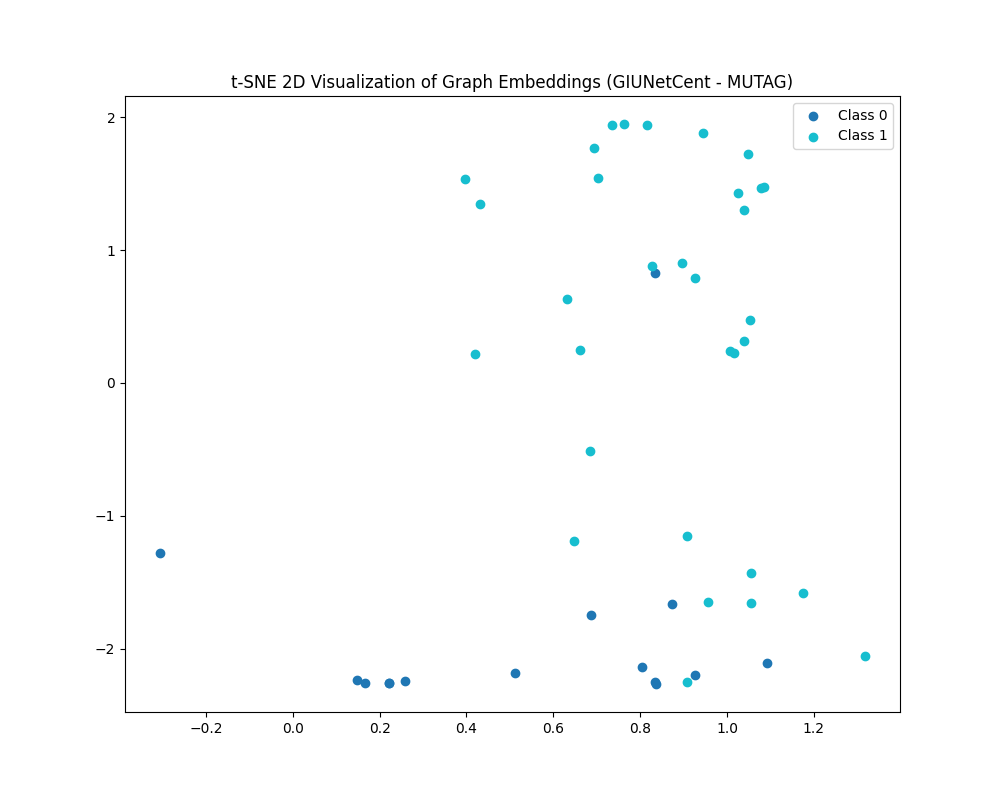 t-SNE 2D Visualization of Graph Embeddings (GIUNetCent - MUTAG)
Class 0
Class 1
2
1
0
−1
−2
−0.2 0.0 0.2 0.4 0.6 0.8 1.0 1.2